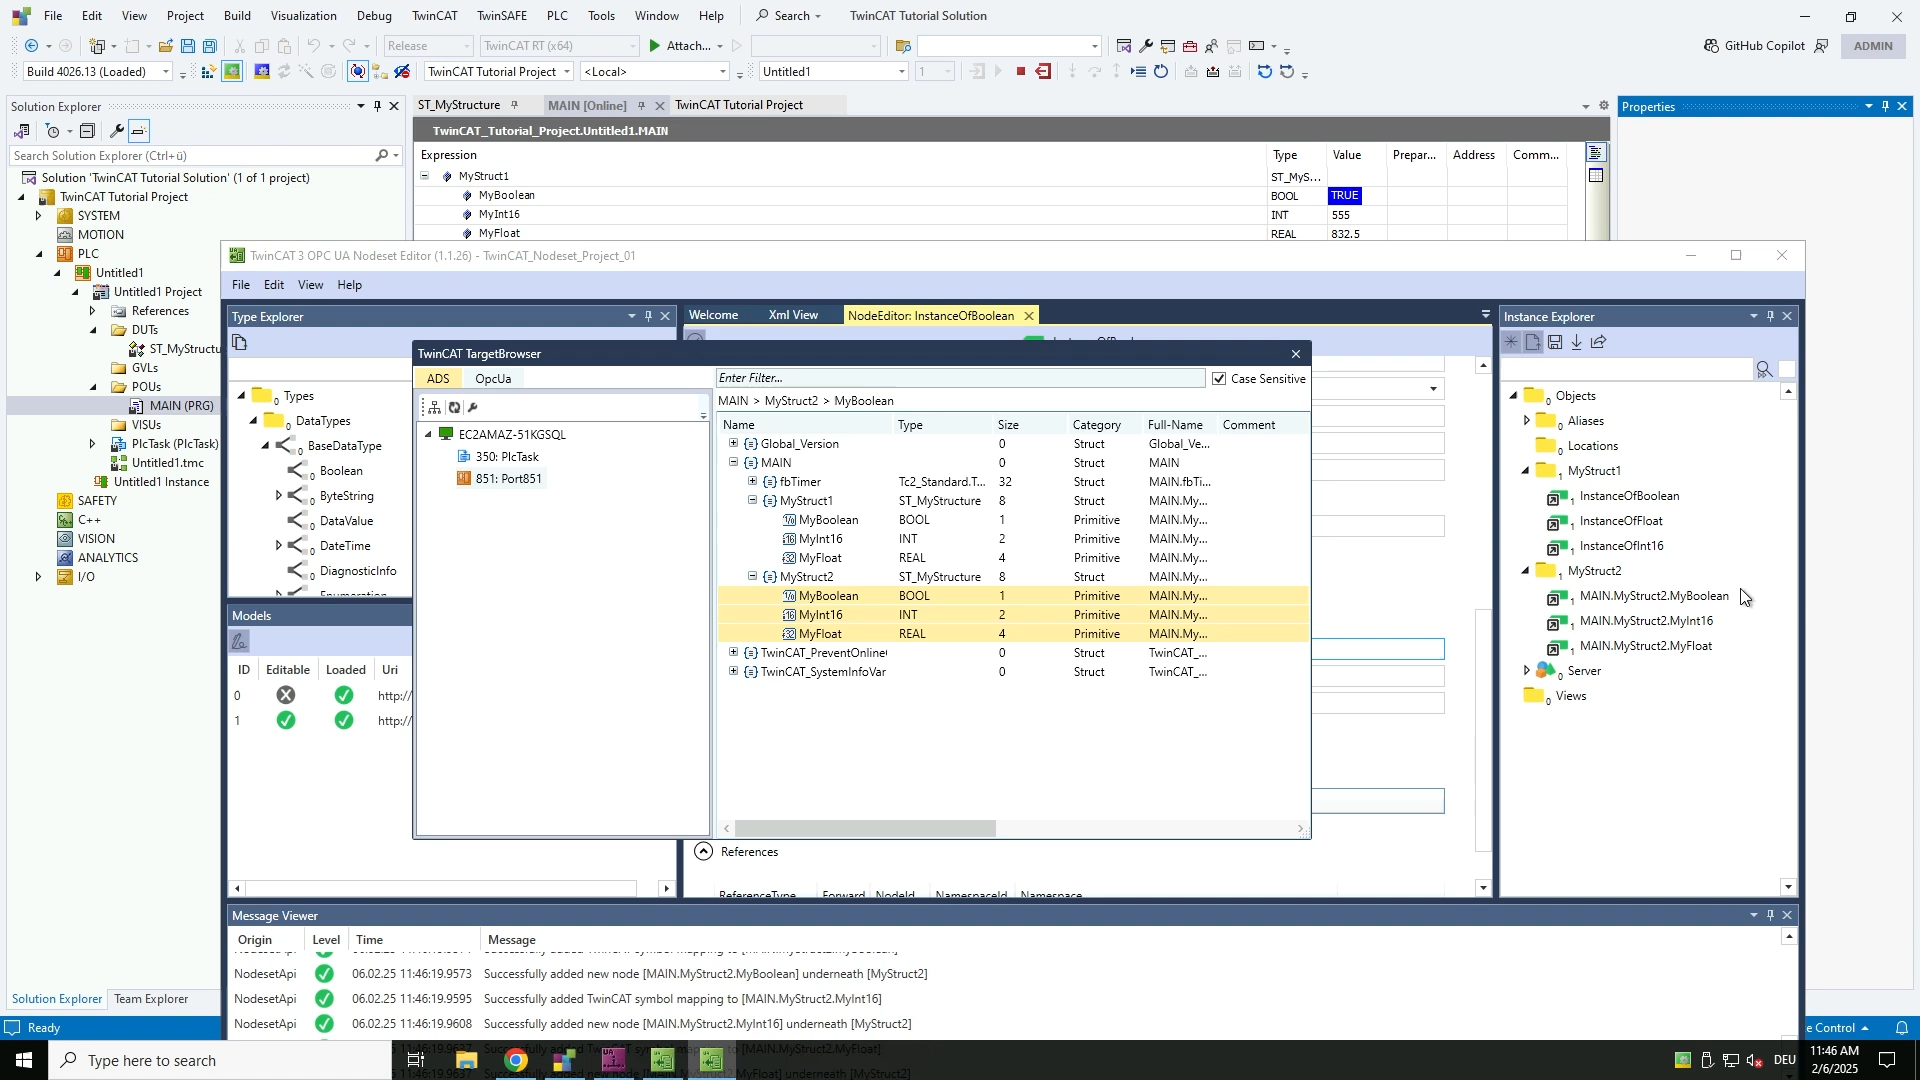 File Edit View Project Build Visualization Debug TwinCAT TwinSAFE PLC Tools Window Help Search TwinCAT Tutorial Solution
Release TwinCAT RT (x64) Attach... GitHub Copilot ADMIN
Build 4026.13 (Loaded) TwinCAT Tutorial Project <Local> Untitled1 1
Solution Explorer
Search Solution Explorer (Ctrl+ü)
Solution 'TwinCAT Tutorial Solution' (1 of 1 project)
TwinCAT Tutorial Project
SYSTEM
MOTION
PLC
Untitled1
Untitled1 Project
References
DUTs
ST_MyStructu
GVLs
POUs
MAIN (PRG)
VISUs
PlcTask (PlcTask)
Untitled1.tmc
Untitled1 Instance
SAFETY
C++
VISION
ANALYTICS
I/O
Solution Explorer Team Explorer
Ready
ST_MyStructure MAIN [Online] TwinCAT Tutorial Project
TwinCAT_Tutorial_Project.Untitled1.MAIN
Expression Type Value Prepar... Address Comm...
MyStruct1 ST_MyS...
MyBoolean BOOL TRUE
MyInt16 INT 555
MyFloat REAL 832.5
Properties
TwinCAT 3 OPC UA Nodeset Editor (1.1.26) - TwinCAT_Nodeset_Project_01
File Edit View Help
Type Explorer
Types
DataTypes
BaseDataType
Boolean
ByteString
DataValue
DateTime
DiagnosticInfo
Enumeration
Models
ID Editable Loaded Uri
0 http://
1 http://
Welcome Xml View NodeEditor: InstanceOfBoolean
TwinCAT TargetBrowser
ADS OpcUa
EC2AMAZ-51KGSQL
350: PlcTask
851: Port851
Enter Filter... Case Sensitive
MAIN > MyStruct2 > MyBoolean
Name Type Size Category Full-Name Comment
Global_Version 0 Struct Global_Ve...
MAIN 0 Struct MAIN
fbTimer Tc2_Standard.T... 32 Struct MAIN.fbTi...
MyStruct1 ST_MyStructure 8 Struct MAIN.My...
MyBoolean BOOL 1 Primitive MAIN.My...
MyInt16 INT 2 Primitive MAIN.My...
MyFloat REAL 4 Primitive MAIN.My...
MyStruct2 ST_MyStructure 8 Struct MAIN.My...
MyBoolean BOOL 1 Primitive MAIN.My...
MyInt16 INT 2 Primitive MAIN.My...
MyFloat REAL 4 Primitive MAIN.My...
TwinCAT_PreventOnline 0 Struct TwinCAT_...
TwinCAT_SystemInfoVar 0 Struct TwinCAT_...
References
ReferenceType Forward NodeId NamespaceId Namespace
Instance Explorer
Objects
Aliases
Locations
MyStruct1
InstanceOfBoolean
InstanceOfFloat
InstanceOfInt16
MyStruct2
MAIN.MyStruct2.MyBoolean
MAIN.MyStruct2.MyInt16
MAIN.MyStruct2.MyFloat
Server
Views
Message Viewer
Origin Level Time Message
NodesetApi 06.02.25 11:46:19.9573 Successfully added new node [MAIN.MyStruct2.MyBoolean] underneath [MyStruct2]
NodesetApi 06.02.25 11:46:19.9595 Successfully added TwinCAT symbol mapping to [MAIN.MyStruct2.MyInt16]
NodesetApi 06.02.25 11:46:19.9608 Successfully added new node [MAIN.MyStruct2.MyInt16] underneath [MyStruct2]
e Control
Type here to search
DEU
11:46 AM
2/6/2025